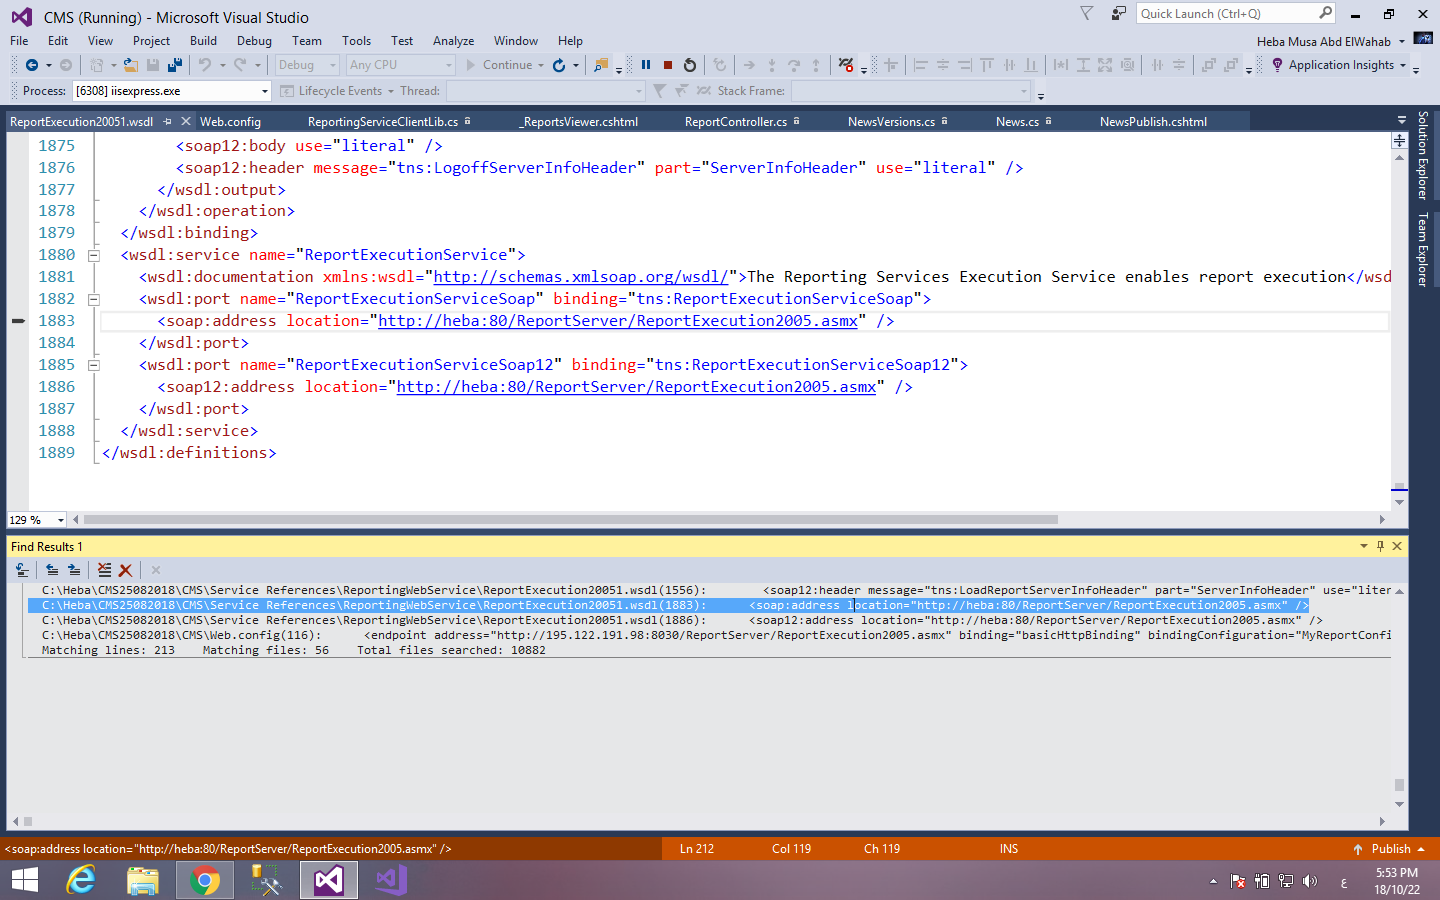 CMS (Running) - Microsoft Visual Studio
Quick Launch (Ctrl+Q)
File Edit View Project Build Debug Team Tools Test Analyze Window Help
Heba Musa Abd ElWahab
Debug Any CPU Continue Application Insights
Process: [6308] iisexpress.exe Lifecycle Events Thread: Stack Frame:
ReportExecution20051.wsdl Web.config ReportingServiceClientLib.cs _ReportsViewer.cshtml ReportController.cs NewsVersions.cs News.cs NewsPublish.cshtml
Solution Explorer
Team Explorer
1875 <soap12:body use="literal" />
1876 <soap12:header message="tns:LogoffServerInfoHeader" part="ServerInfoHeader" use="literal" />
1877 </wsdl:output>
1878 </wsdl:operation>
1879 </wsdl:binding>
1880 <wsdl:service name="ReportExecutionService">
1881 <wsdl:documentation xmlns:wsdl="http://schemas.xmlsoap.org/wsdl/">The Reporting Services Execution Service enables report execution</wsd
1882 <wsdl:port name="ReportExecutionServiceSoap" binding="tns:ReportExecutionServiceSoap">
1883 <soap:address location="http://heba:80/ReportServer/ReportExecution2005.asmx" />
1884 </wsdl:port>
1885 <wsdl:port name="ReportExecutionServiceSoap12" binding="tns:ReportExecutionServiceSoap12">
1886 <soap12:address location="http://heba:80/ReportServer/ReportExecution2005.asmx" />
1887 </wsdl:port>
1888 </wsdl:service>
1889 </wsdl:definitions>
129 %
Find Results 1
C:\Heba\CMS25082018\CMS\Service References\ReportingWebService\ReportExecution20051.wsdl(1556): <soap12:header message="tns:LoadReportServerInfoHeader" part="ServerInfoHeader" use="liter
C:\Heba\CMS25082018\CMS\Service References\ReportingWebService\ReportExecution20051.wsdl(1883): <soap:address location="http://heba:80/ReportServer/ReportExecution2005.asmx" />
C:\Heba\CMS25082018\CMS\Service References\ReportingWebService\ReportExecution20051.wsdl(1886): <soap12:address location="http://heba:80/ReportServer/ReportExecution2005.asmx" />
C:\Heba\CMS25082018\CMS\Web.config(116): <endpoint address="http://195.122.191.98:8030/ReportServer/ReportExecution2005.asmx" binding="basicHttpBinding" bindingConfiguration="MyReportConfi
Matching lines: 213 Matching files: 56 Total files searched: 10882
<soap:address location="http://heba:80/ReportServer/ReportExecution2005.asmx" /> Ln 212 Col 119 Ch 119 INS Publish
ع
5:53 PM
18/10/22